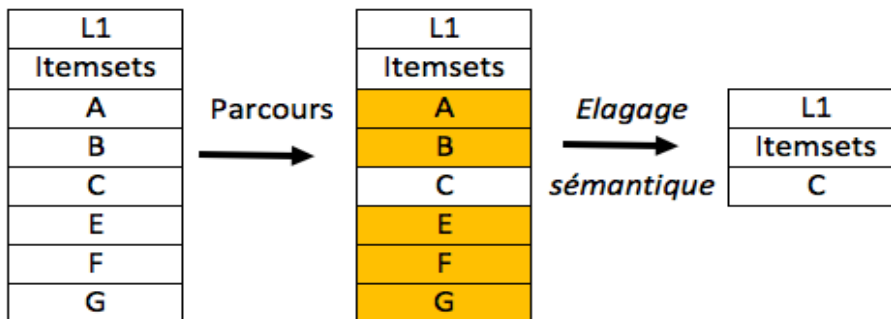 L1
Itemsets
A
B
C
E
F
G
Parcours
L1
Itemsets
A
B
C
E
F
G
Elagage
sémantique
L1
Itemsets
C